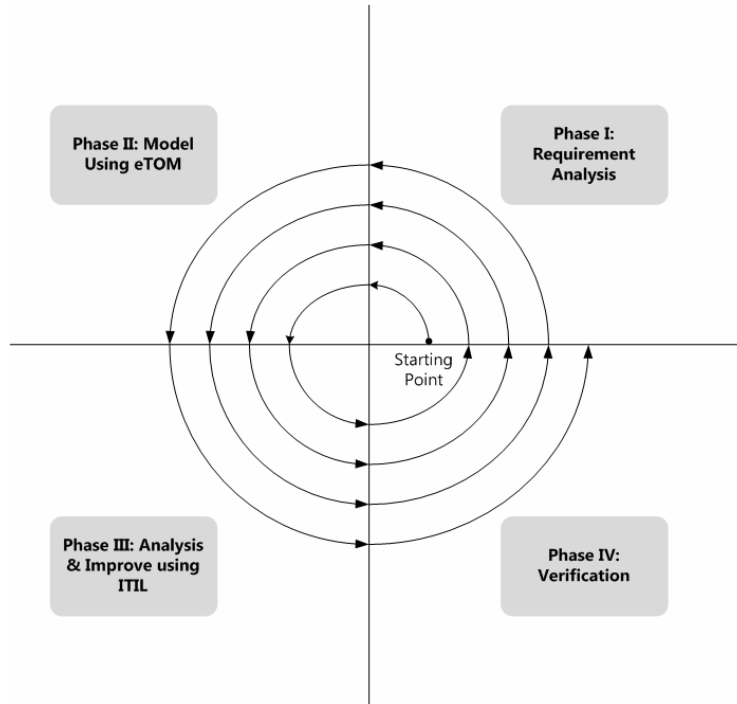 Phase II: Model
Using eTOM
Phase I:
Requirement
Analysis
Starting
Point
Phase III: Analysis
& Improve using
ITIL
Phase IV:
Verification